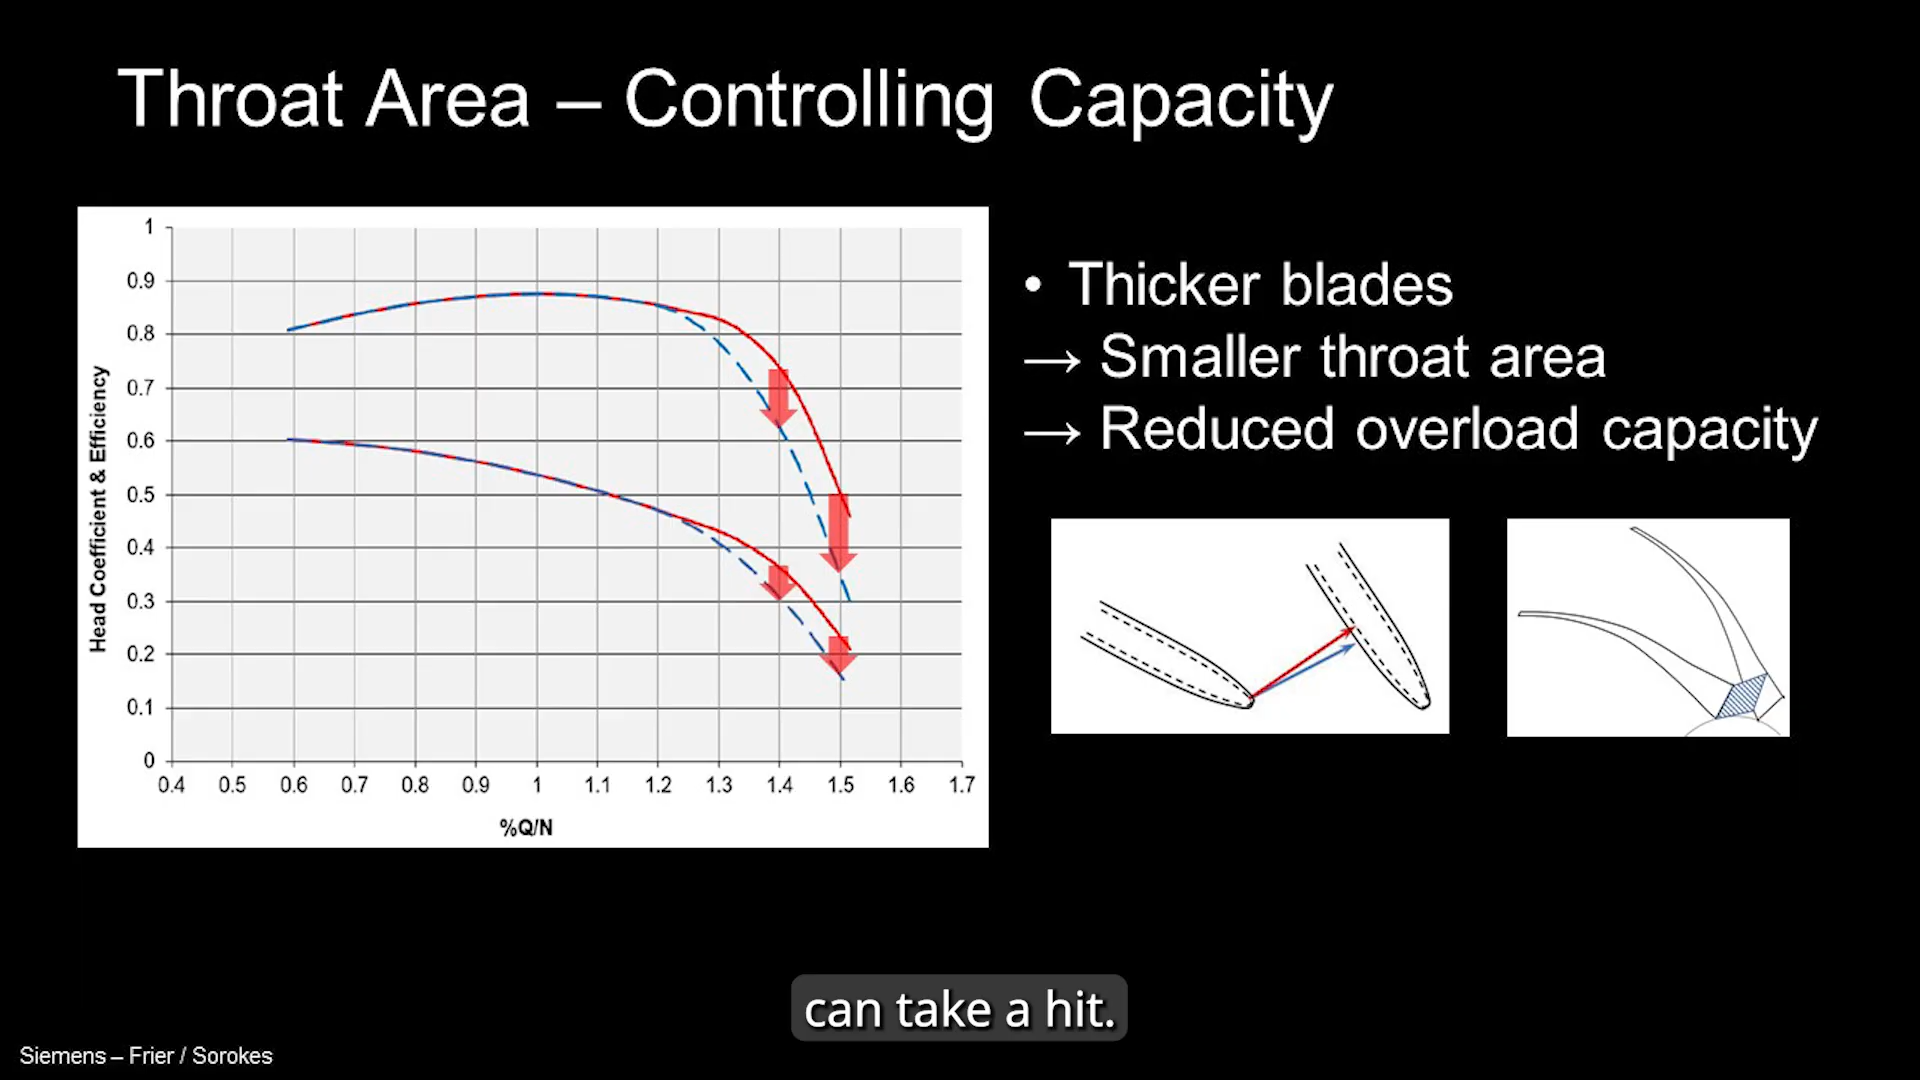 Throat Area – Controlling Capacity
1
0.9
0.8
0.7
0.6
0.5
0.4
0.3
0.2
0.1
0
Head Coefficient & Efficiency
0.4 0.5 0.6 0.7 0.8 0.9 1 1.1 1.2 1.3 1.4 1.5 1.6 1.7
%Q/N
• Thicker blades
→ Smaller throat area
→ Reduced overload capacity
can take a hit.
Siemens – Frier / Sorokes